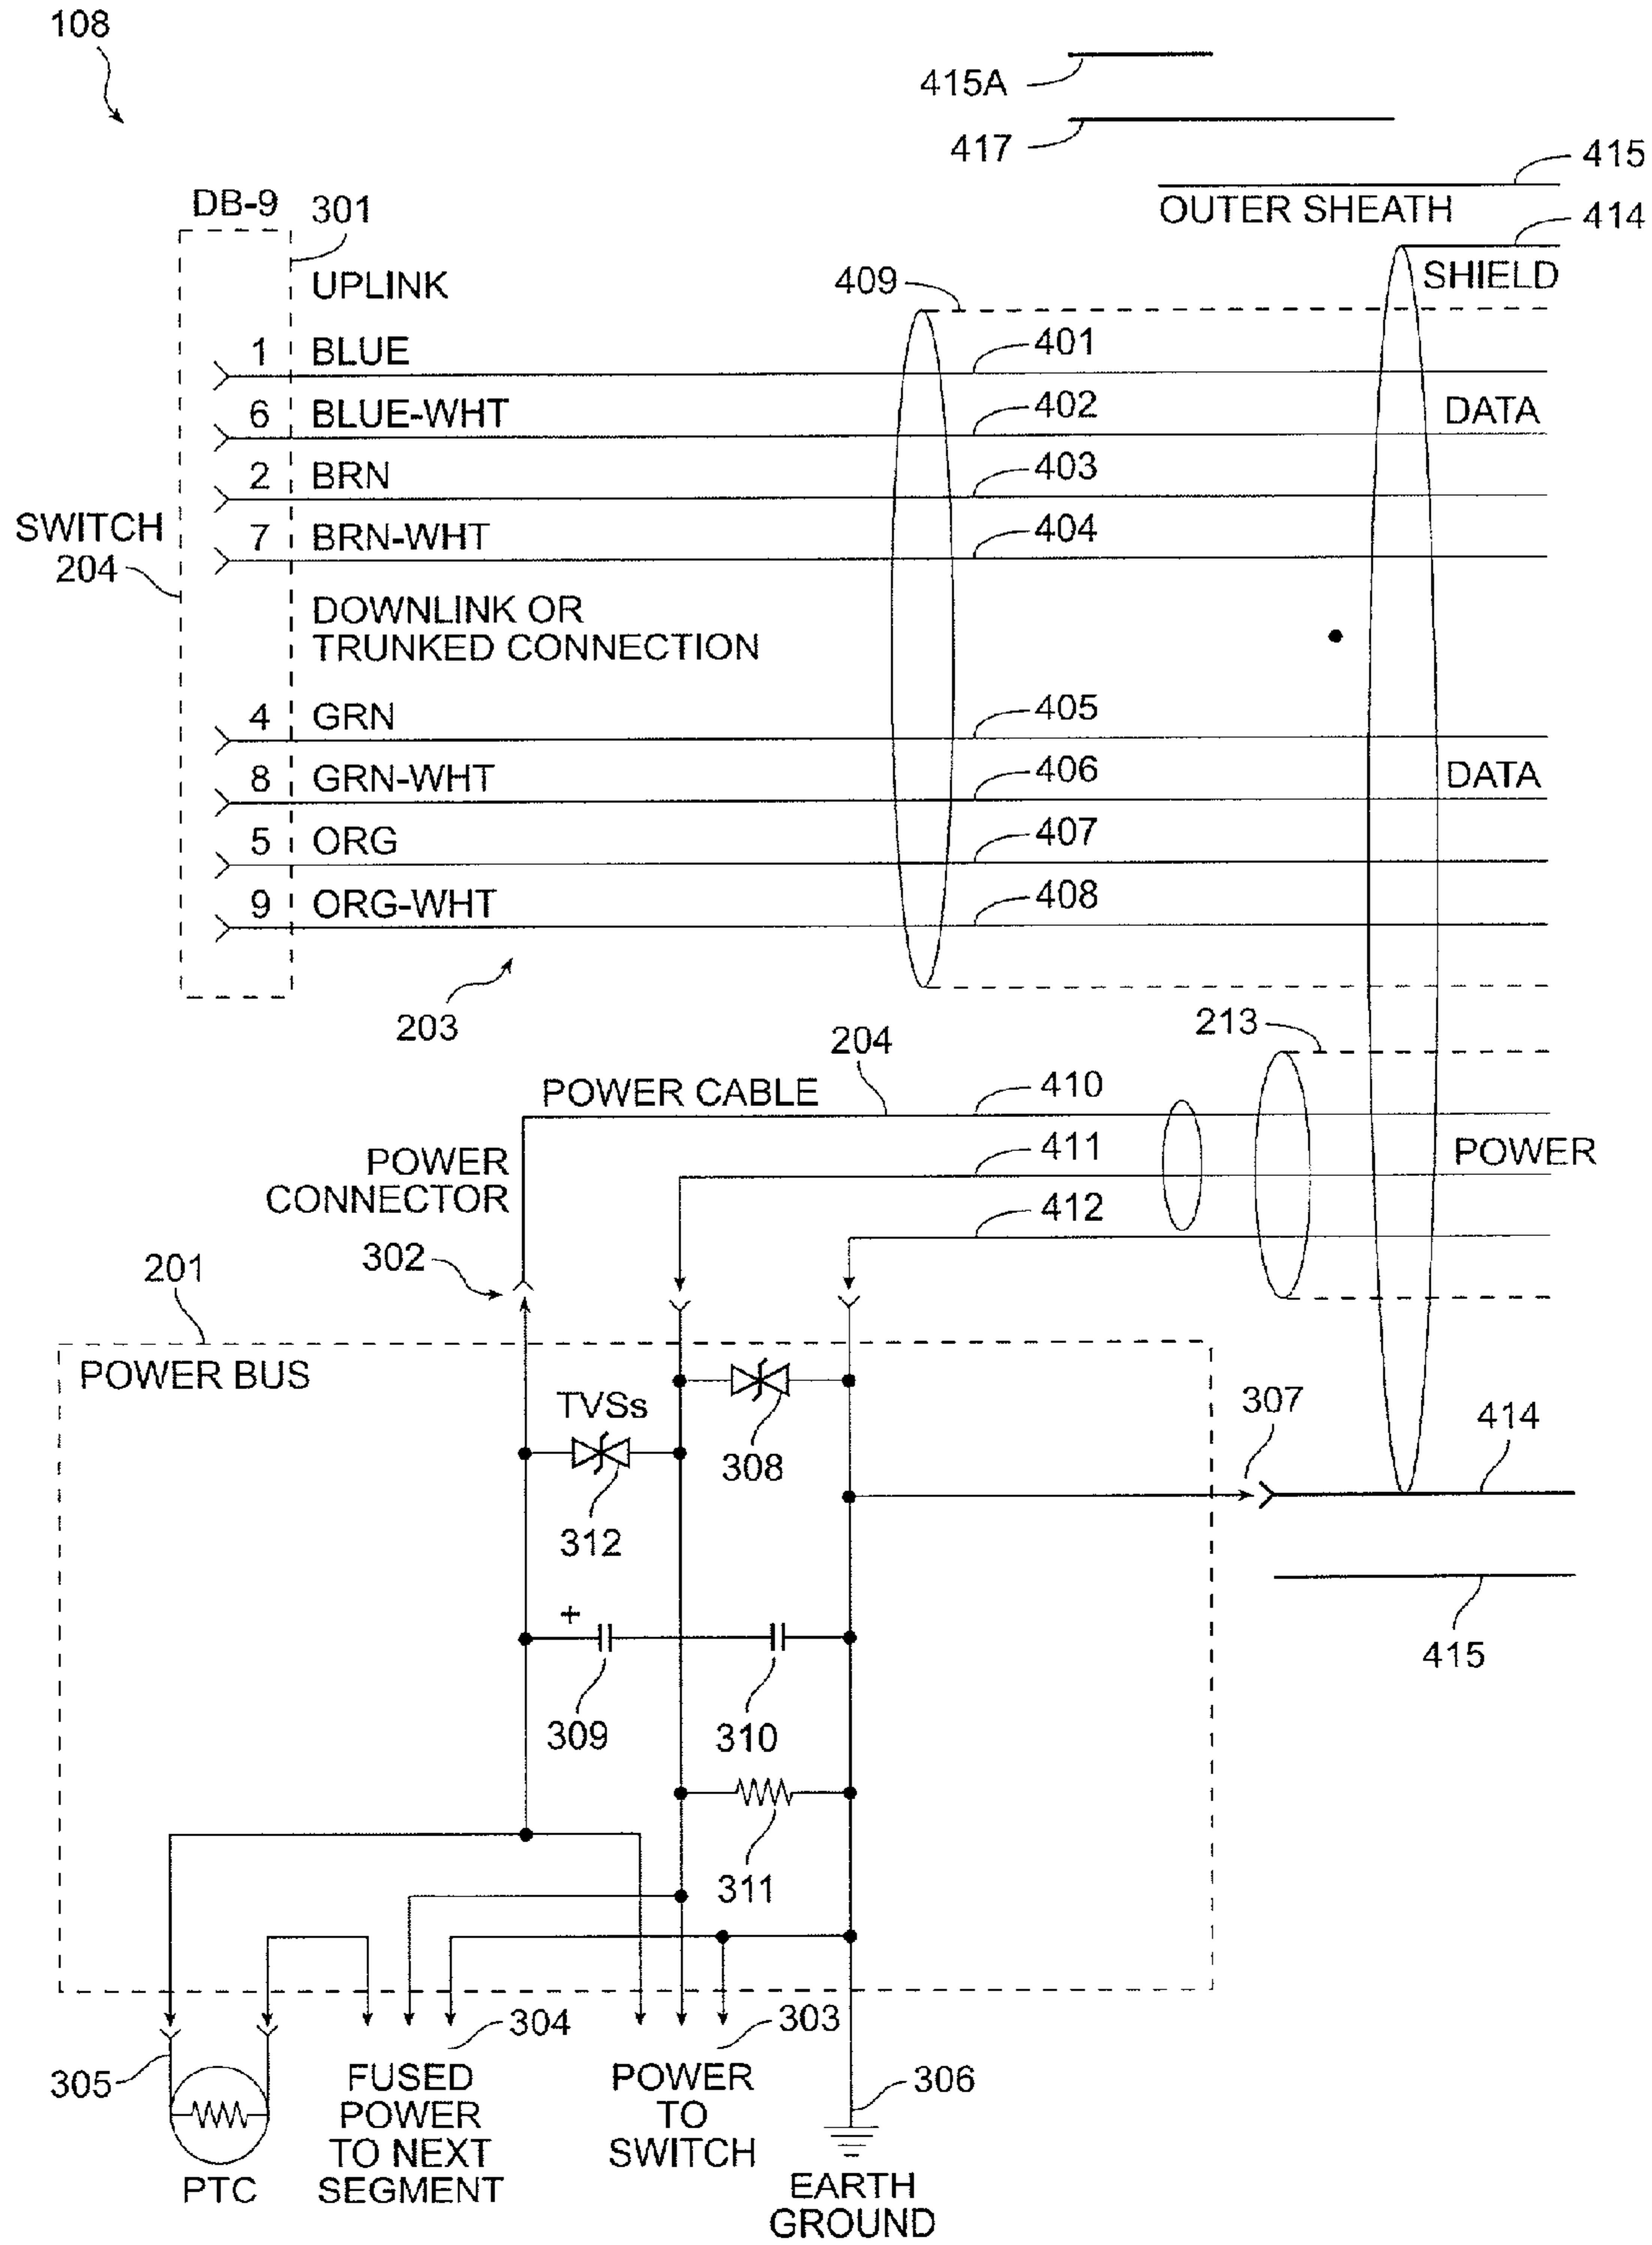 108
415A
417
415
OUTER SHEATH
414
SHIELD
DB-9
301
UPLINK
409
1 BLUE
401
6 BLUE-WHT
402
DATA
2 BRN
403
7 BRN-WHT
404
SWITCH
204
DOWNLINK OR
TRUNKED CONNECTION
4 GRN
405
8 GRN-WHT
406
DATA
5 ORG
407
9 ORG-WHT
408
203
213
204
POWER CABLE
410
POWER
CONNECTOR
411
POWER
412
302
201
POWER BUS
TVSs
308
312
307
414
+
309
310
415
311
305
304
303
306
PTC
FUSED
POWER
TO NEXT
SEGMENT
POWER
TO
SWITCH
EARTH
GROUND